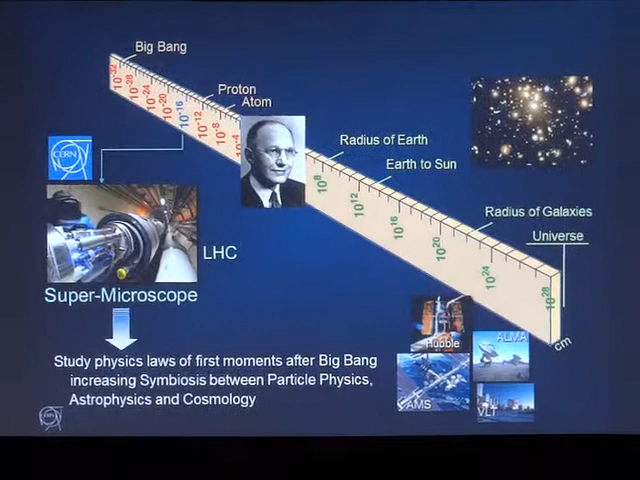 Big Bang
10-32
10-28
10-24
10-20
10-16
10-12
10-8
Proton
Atom
Radius of Earth
Earth to Sun
Radius of Galaxies
Universe
10⁸
10¹²
10¹⁶
10²⁰
10²⁴
10²⁸
cm
CERN
LHC
Super-Microscope
Hubble
ALMA
AMS
VLT
Study physics laws of first moments after Big Bang
increasing Symbiosis between Particle Physics,
Astrophysics and Cosmology
CERN